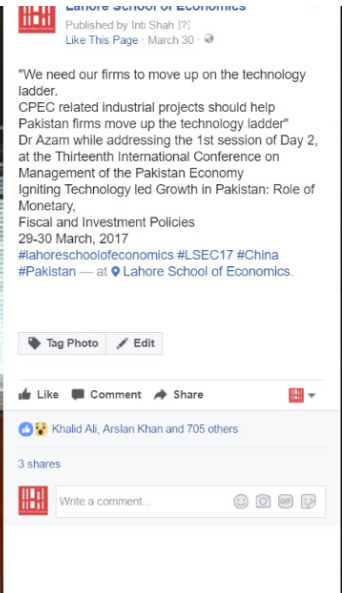 Lahore School of Economics
Published by Inti Shah [?]
Like This Page · March 30 ·
"We need our firms to move up on the technology
ladder.
CPEC related industrial projects should help
Pakistan firms move up the technology ladder"
Dr Azam while addressing the 1st session of Day 2,
at the Thirteenth International Conference on
Management of the Pakistan Economy
Igniting Technology led Growth in Pakistan: Role of
Monetary,
Fiscal and Investment Policies
29-30 March, 2017
#lahoreschoolofeconomics #LSEC17 #China
#Pakistan — at Lahore School of Economics.
Tag Photo Edit
Like Comment Share
Khalid Ali, Arslan Khan and 705 others
3 shares
Write a comment...
GIF